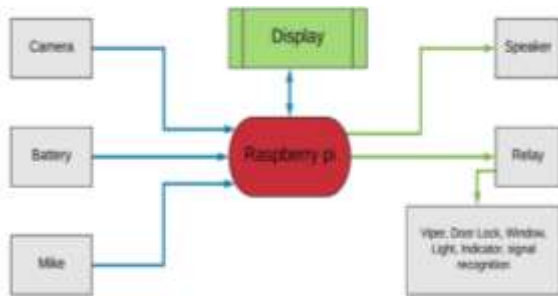 Camera
Display
Speaker
Battery
Raspberry pi
Relay
Mike
Viper, Door Lock, Window,
Light, Indicator, signal
recognition